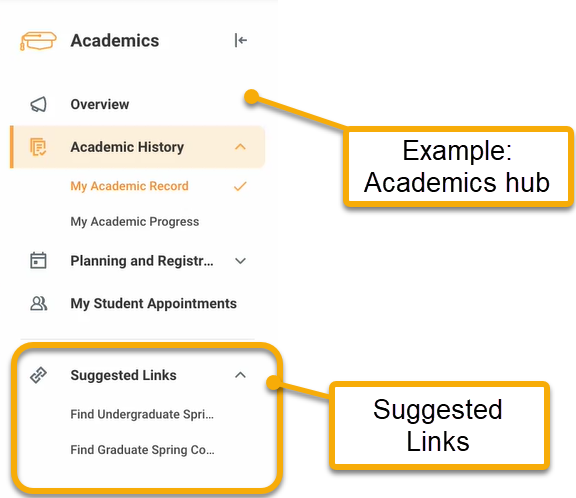 Academics
Overview
Example:
Academics hub
Academic History
My Academic Record
My Academic Progress
Planning and Registr...
My Student Appointments
Suggested Links
Find Undergraduate Spri...
Find Graduate Spring Co...
Suggested
Links